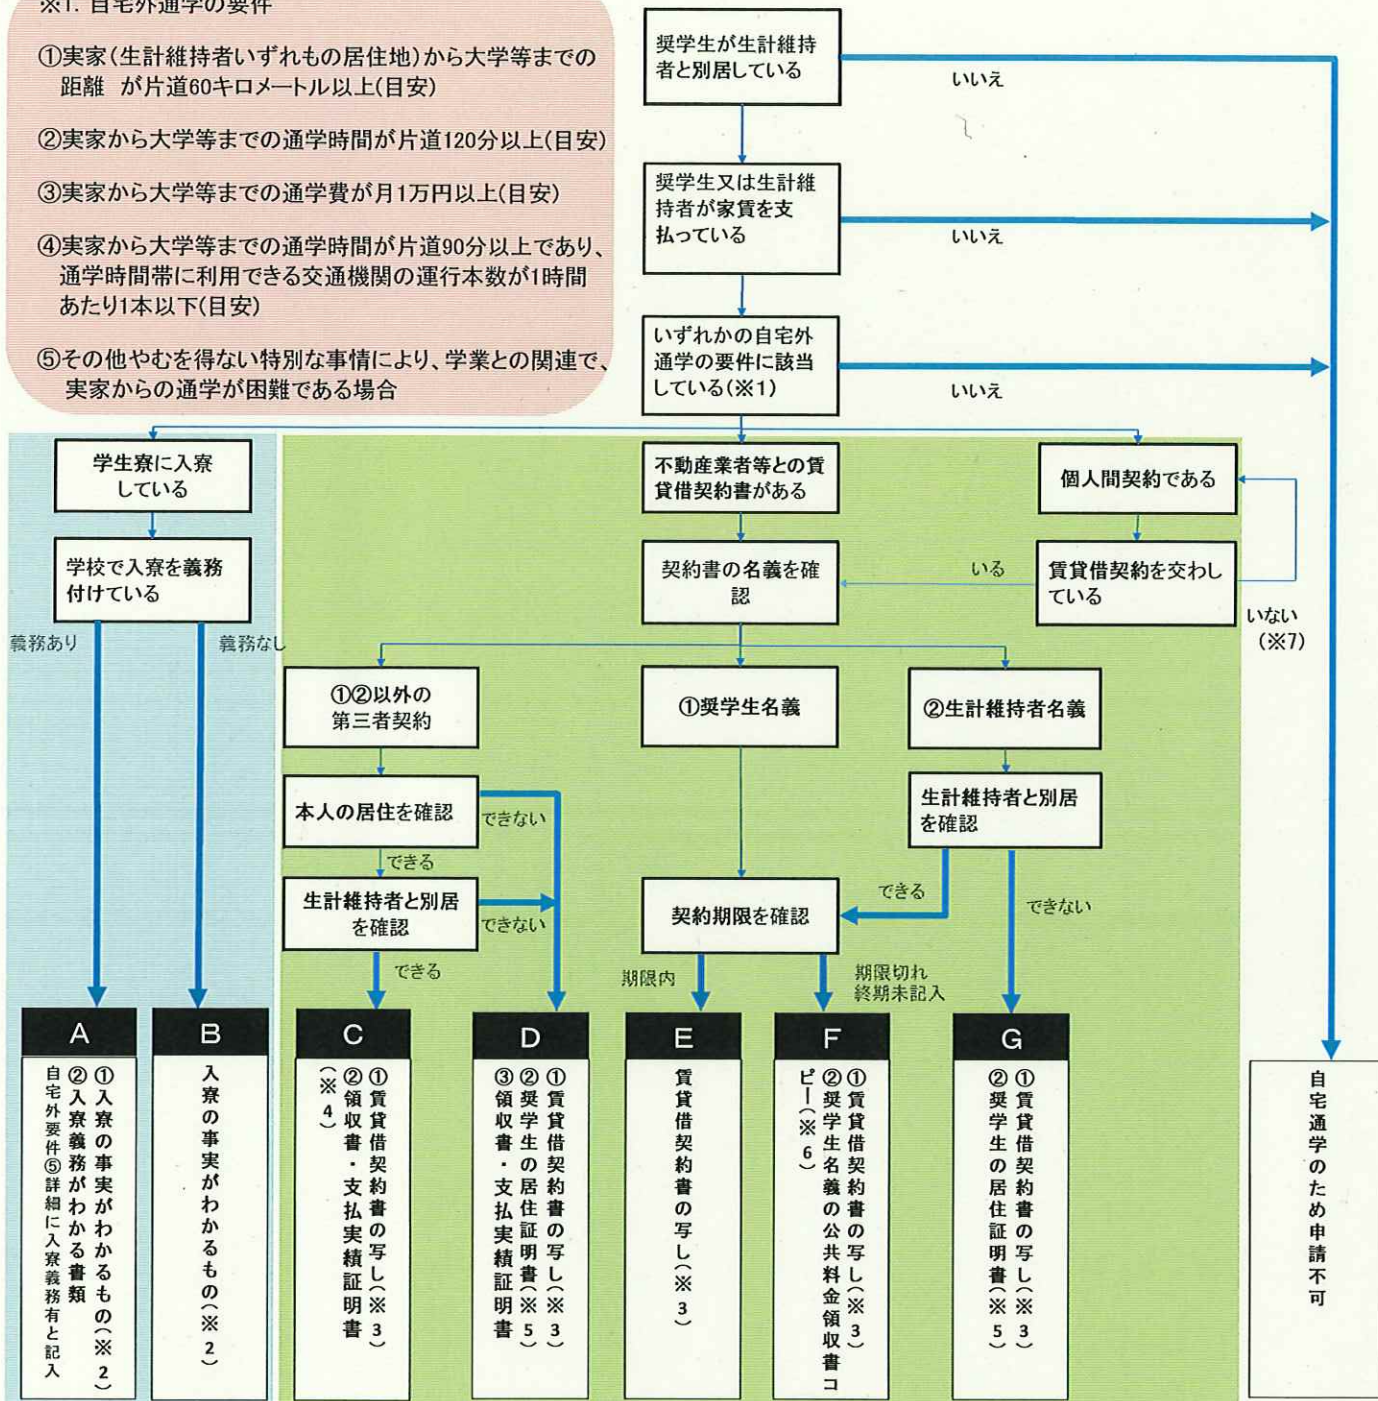 ※1. 自宅外通学の要件
①実家(生計維持者いずれもの居住地)から大学等までの
距離 が片道60キロメートル以上(目安)
②実家から大学等までの通学時間が片道120分以上(目安)
③実家から大学等までの通学費が月1万円以上(目安)
④実家から大学等までの通学時間が片道90分以上であり、
通学時間帯に利用できる交通機関の運行本数が1時間
あたり1本以下(目安)
⑤その他やむを得ない特別な事情により、学業との関連で、
実家からの通学が困難である場合
奨学生が生計維持
者と別居している
いいえ
奨学生又は生計維
持者が家賃を支
払っている
いいえ
いずれかの自宅外
通学の要件に該当
している(※1)
いいえ
学生寮に入寮
している
不動産業者等との賃
貸借契約書がある
個人間契約である
学校で入寮を義務
付けている
契約書の名義を確
認
いる
賃貸借契約を交わし
ている
いない
(※7)
義務あり
義務なし
①②以外の
第三者契約
①奨学生名義
②生計維持者名義
本人の居住を確認
できない
できる
生計維持者と別居
を確認
生計維持者と別居
を確認
できない
できる
契約期限を確認
できる
できない
期限内
期限切れ
終期未記入
A
①入寮の事実がわかるもの(※2)
②入寮義務がわかる書類
自宅外要件⑤詳細に入寮義務有と記入
B
入寮の事実がわかるもの(※2)
C
①賃貸借契約書の写し(※3)
②領収書・支払実績証明書
(※4)
D
①賃貸借契約書の写し(※3)
②奨学生の居住証明書(※5)
③領収書・支払実績証明書
E
賃貸借契約書の写し(※3)
F
①賃貸借契約書の写し(※3)
②奨学生名義の公共料金領収書コ
ピー(※6)
G
①賃貸借契約書の写し(※3)
②奨学生の居住証明書(※5)
自宅通学のため申請不可